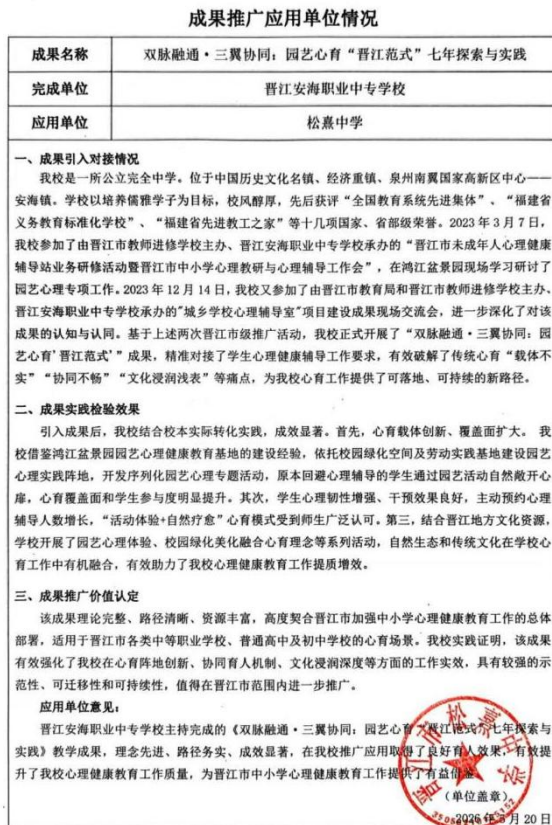 成果推广应用单位情况
成果名称
双脉融通·三翼协同：园艺心育“晋江范式”七年探索与实践
完成单位
晋江安海职业中专学校
应用单位
松熹中学
一、成果引入对接情况
我校是一所公立完全中学。位于中国历史文化名镇、经济重镇、泉州南翼国家高新区中心——
安海镇。学校以培养儒雅学子为目标，校风醇厚，先后获评“全国教育系统先进集体”、“福建省
义务教育标准化学校”、“福建省先进教工之家”等十几项国家、省部级荣誉。2023年3月7日，
我校参加了由晋江市教师进修学校主办、晋江安海职业中专学校承办的“晋江市未成年人心理健康
辅导站业务研修活动暨晋江市中小学心理教研与心理辅导工作会”，在鸿江盆景园现场学习研讨了
园艺心理专项工作。2023年12月14日，我校又参加了由晋江市教育局和晋江市教师进修学校主办、
晋江安海职业中专学校承办的"城乡学校心理辅导室"项目建设成果现场交流会，进一步深化了对该
成果的认知与认同。基于上述两次晋江市级推广活动，我校正式开展了“双脉融通·三翼协同：园
艺心育'晋江范式'”成果，精准对接了学生心理健康辅导工作要求，有效破解了传统心育“载体不
实”“协同不畅”“文化浸润浅表”等痛点，为我校心育工作提供了可落地、可持续的新路径。
二、成果实践检验效果
引入成果后，我校结合校本实际转化实践，成效显著。首先，心育载体创新、覆盖面扩大。 我
校借鉴鸿江盆景园园艺心理健康教育基地的建设经验，依托校园绿化空间及劳动实践基地建设园艺
心理实践阵地，开发序列化园艺心理专题活动，原本回避心理辅导的学生通过园艺活动自然敞开心
扉，心育覆盖面和学生参与度明显提升。其次，学生心理韧性增强、干预效果良好，主动预约心理
辅导人数增长，“活动体验+自然疗愈”心育模式受到师生广泛认可。第三，结合晋江地方文化资源，
学校开展了园艺心理体验、校园绿化美化融合心育理念等系列活动，自然生态和传统文化在学校心
育工作中有机融合，有效助力了我校心理健康教育工作提质增效。
三、成果推广价值认定
该成果理论完整、路径清晰、资源丰富，高度契合晋江市加强中小学心理健康教育工作的总体
部署，适用于晋江市各类中等职业学校、普通高中及初中学校的心育场景。我校实践证明，该成果
有效强化了我校在心育阵地创新、协同育人机制、文化浸润深度等方面的工作实效，具有较强的示
范性、可迁移性和可持续性，值得在晋江市范围内进一步推广。
应用单位意见：
晋江安海职业中专学校主持完成的《双脉融通·三翼协同：园艺心育“晋江范式”七年探索与
实践》教学成果，理念先进、路径务实、成效显著，在我校推广应用取得了良好育人效果，有效提
升了我校心理健康教育工作质量，为晋江市中小学心理健康教育工作提供了有益借鉴。
（单位盖章）
2026年3月20日
晋江市松熹中学